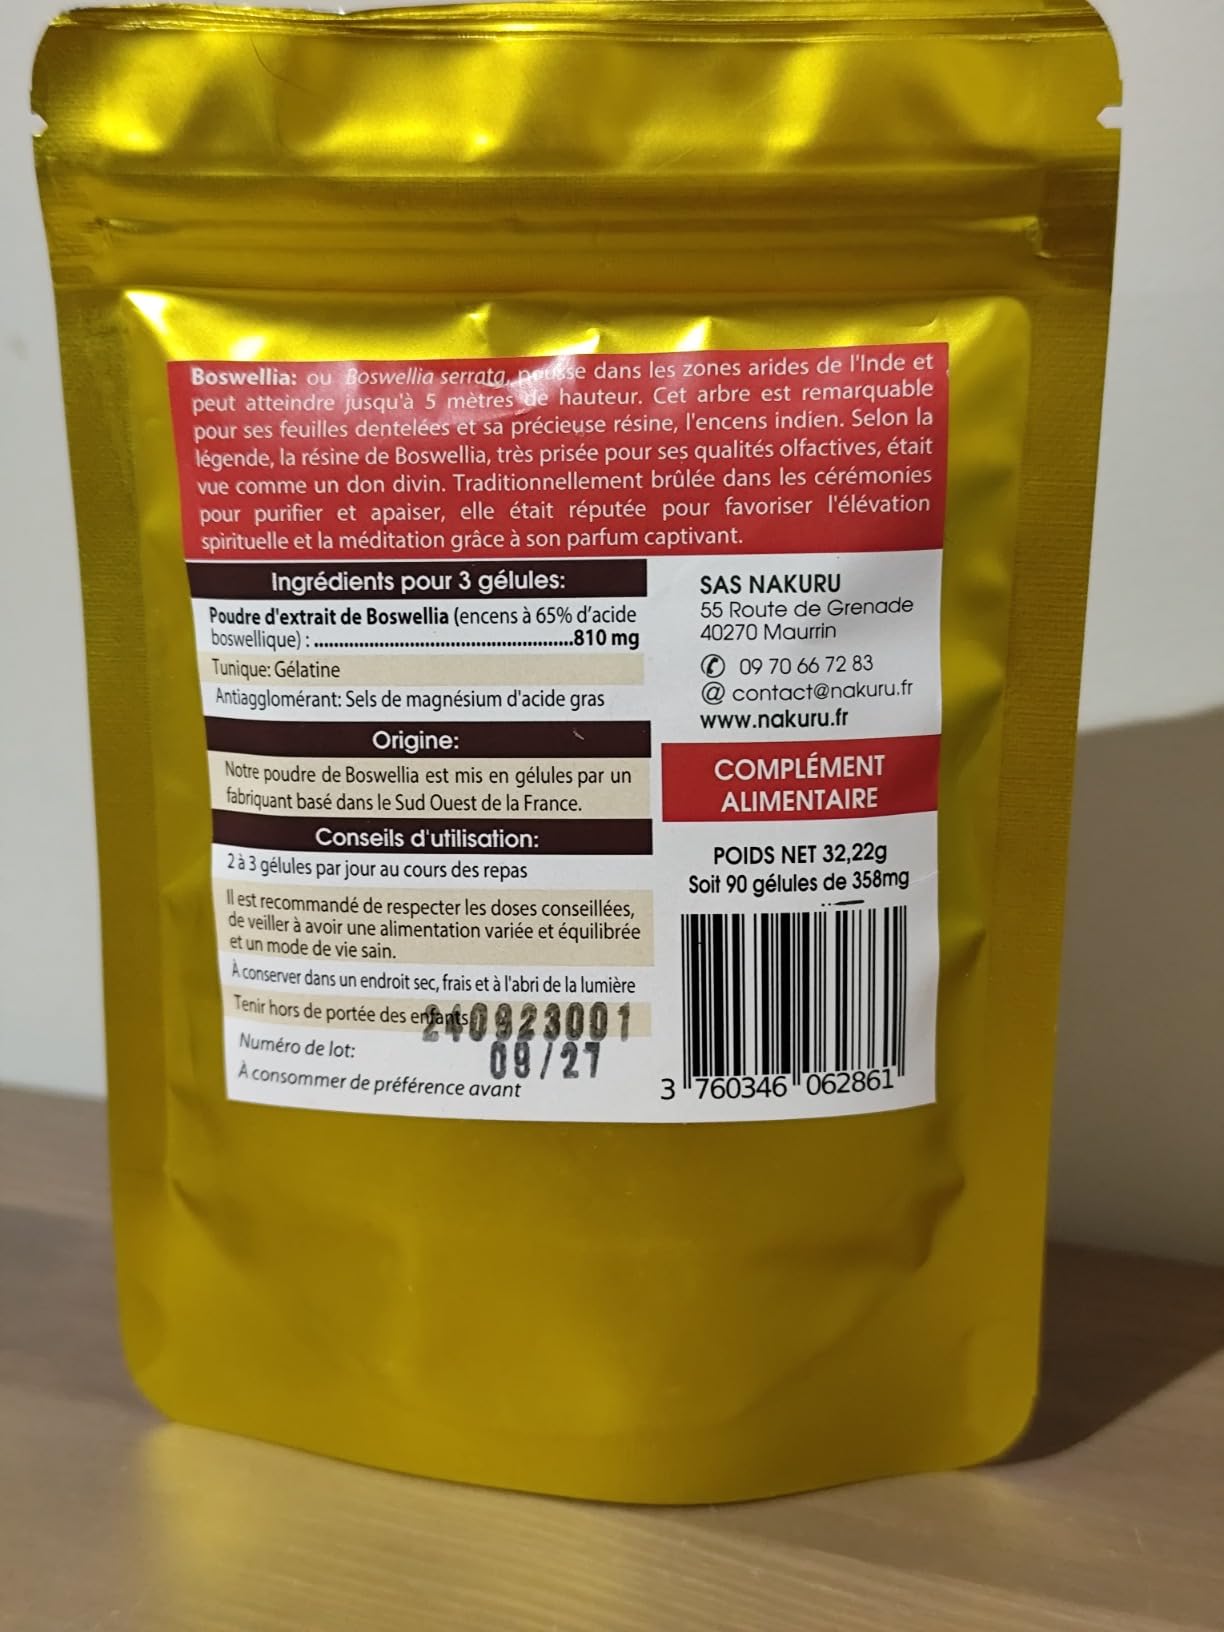 Boswellia: ou Boswellia serrata, pousse dans les zones arides de l'Inde et
peut atteindre jusqu'à 5 mètres de hauteur. Cet arbre est remarquable
pour ses feuilles dentelées et sa précieuse résine, l'encens indien. Selon la
légende, la résine de Boswellia, très prisée pour ses qualités olfactives, était
vue comme un don divin. Traditionnellement brûlée dans les cérémonies
pour purifier et apaiser, elle était réputée pour favoriser l'élévation
spirituelle et la méditation grâce à son parfum captivant.
Ingrédients pour 3 gélules:
Poudre d'extrait de Boswellia (encens à 65% d'acide
boswellique) : ..................................................810 mg
Tunique: Gélatine
Antiagglomérant: Sels de magnésium d'acide gras
Origine:
Notre poudre de Boswellia est mis en gélules par un
fabriquant basé dans le Sud Ouest de la France.
Conseils d'utilisation:
2 à 3 gélules par jour au cours des repas
Il est recommandé de respecter les doses conseillées,
de veiller à avoir une alimentation variée et équilibrée
et un mode de vie sain.
À conserver dans un endroit sec, frais et à l'abri de la lumière
Tenir hors de portée des enfants
240823001
Numéro de lot:
09/27
À consommer de préférence avant
SAS NAKURU
55 Route de Grenade
40270 Maurrin
09 70 66 72 83
@ contact@nakuru.fr
www.nakuru.fr
COMPLÉMENT
ALIMENTAIRE
POIDS NET 32,22g
Soit 90 gélules de 358mg
3 760346 062861